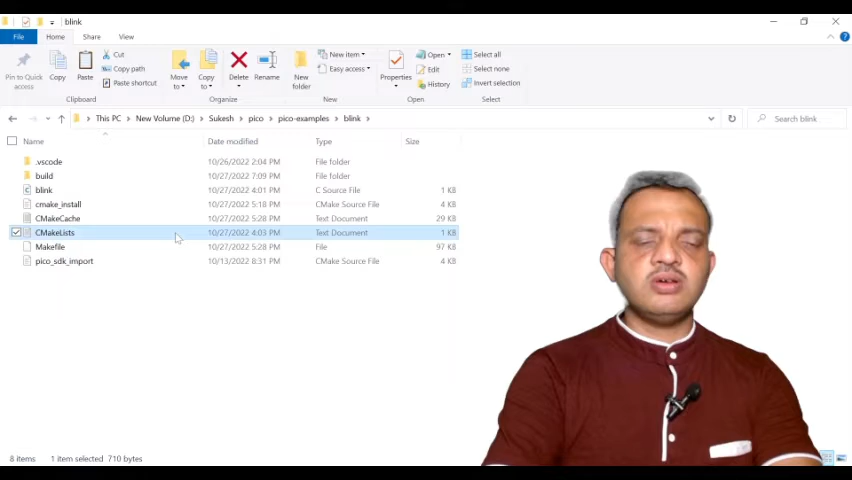 blink
File Home Share View
Pin to Quick access
Copy
Paste
Cut
Copy path
Paste shortcut
Clipboard
Move to
Copy to
Delete
Rename
Organize
New folder
New item
Easy access
New
Properties
Open
Edit
History
Open
Select all
Select none
Invert selection
Select
This PC > New Volume (D:) > Sukesh > pico > pico-examples > blink >
Search blink
Name Date modified Type Size
.vscode 10/26/2022 2:04 PM File folder
build 10/27/2022 7:09 PM File folder
blink 10/27/2022 4:01 PM C Source File 1 KB
cmake_install 10/27/2022 5:18 PM CMake Source File 4 KB
CMakeCache 10/27/2022 5:28 PM Text Document 29 KB
CMakeLists 10/27/2022 4:03 PM Text Document 1 KB
Makefile 10/27/2022 5:28 PM File 97 KB
pico_sdk_import 10/13/2022 8:31 PM CMake Source File 4 KB
8 items 1 item selected 710 bytes